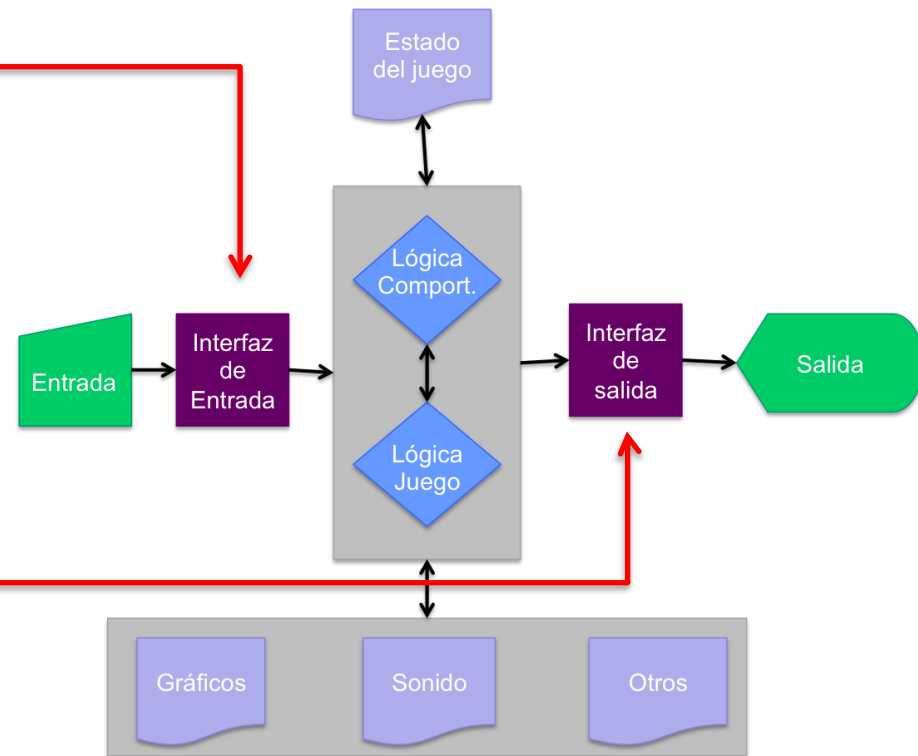 Estado
del juego
Lógica
Comport.
Entrada
Interfaz
de
Entrada
Interfaz
de
salida
Salida
Lógica
Juego
Gráficos
Sonido
Otros